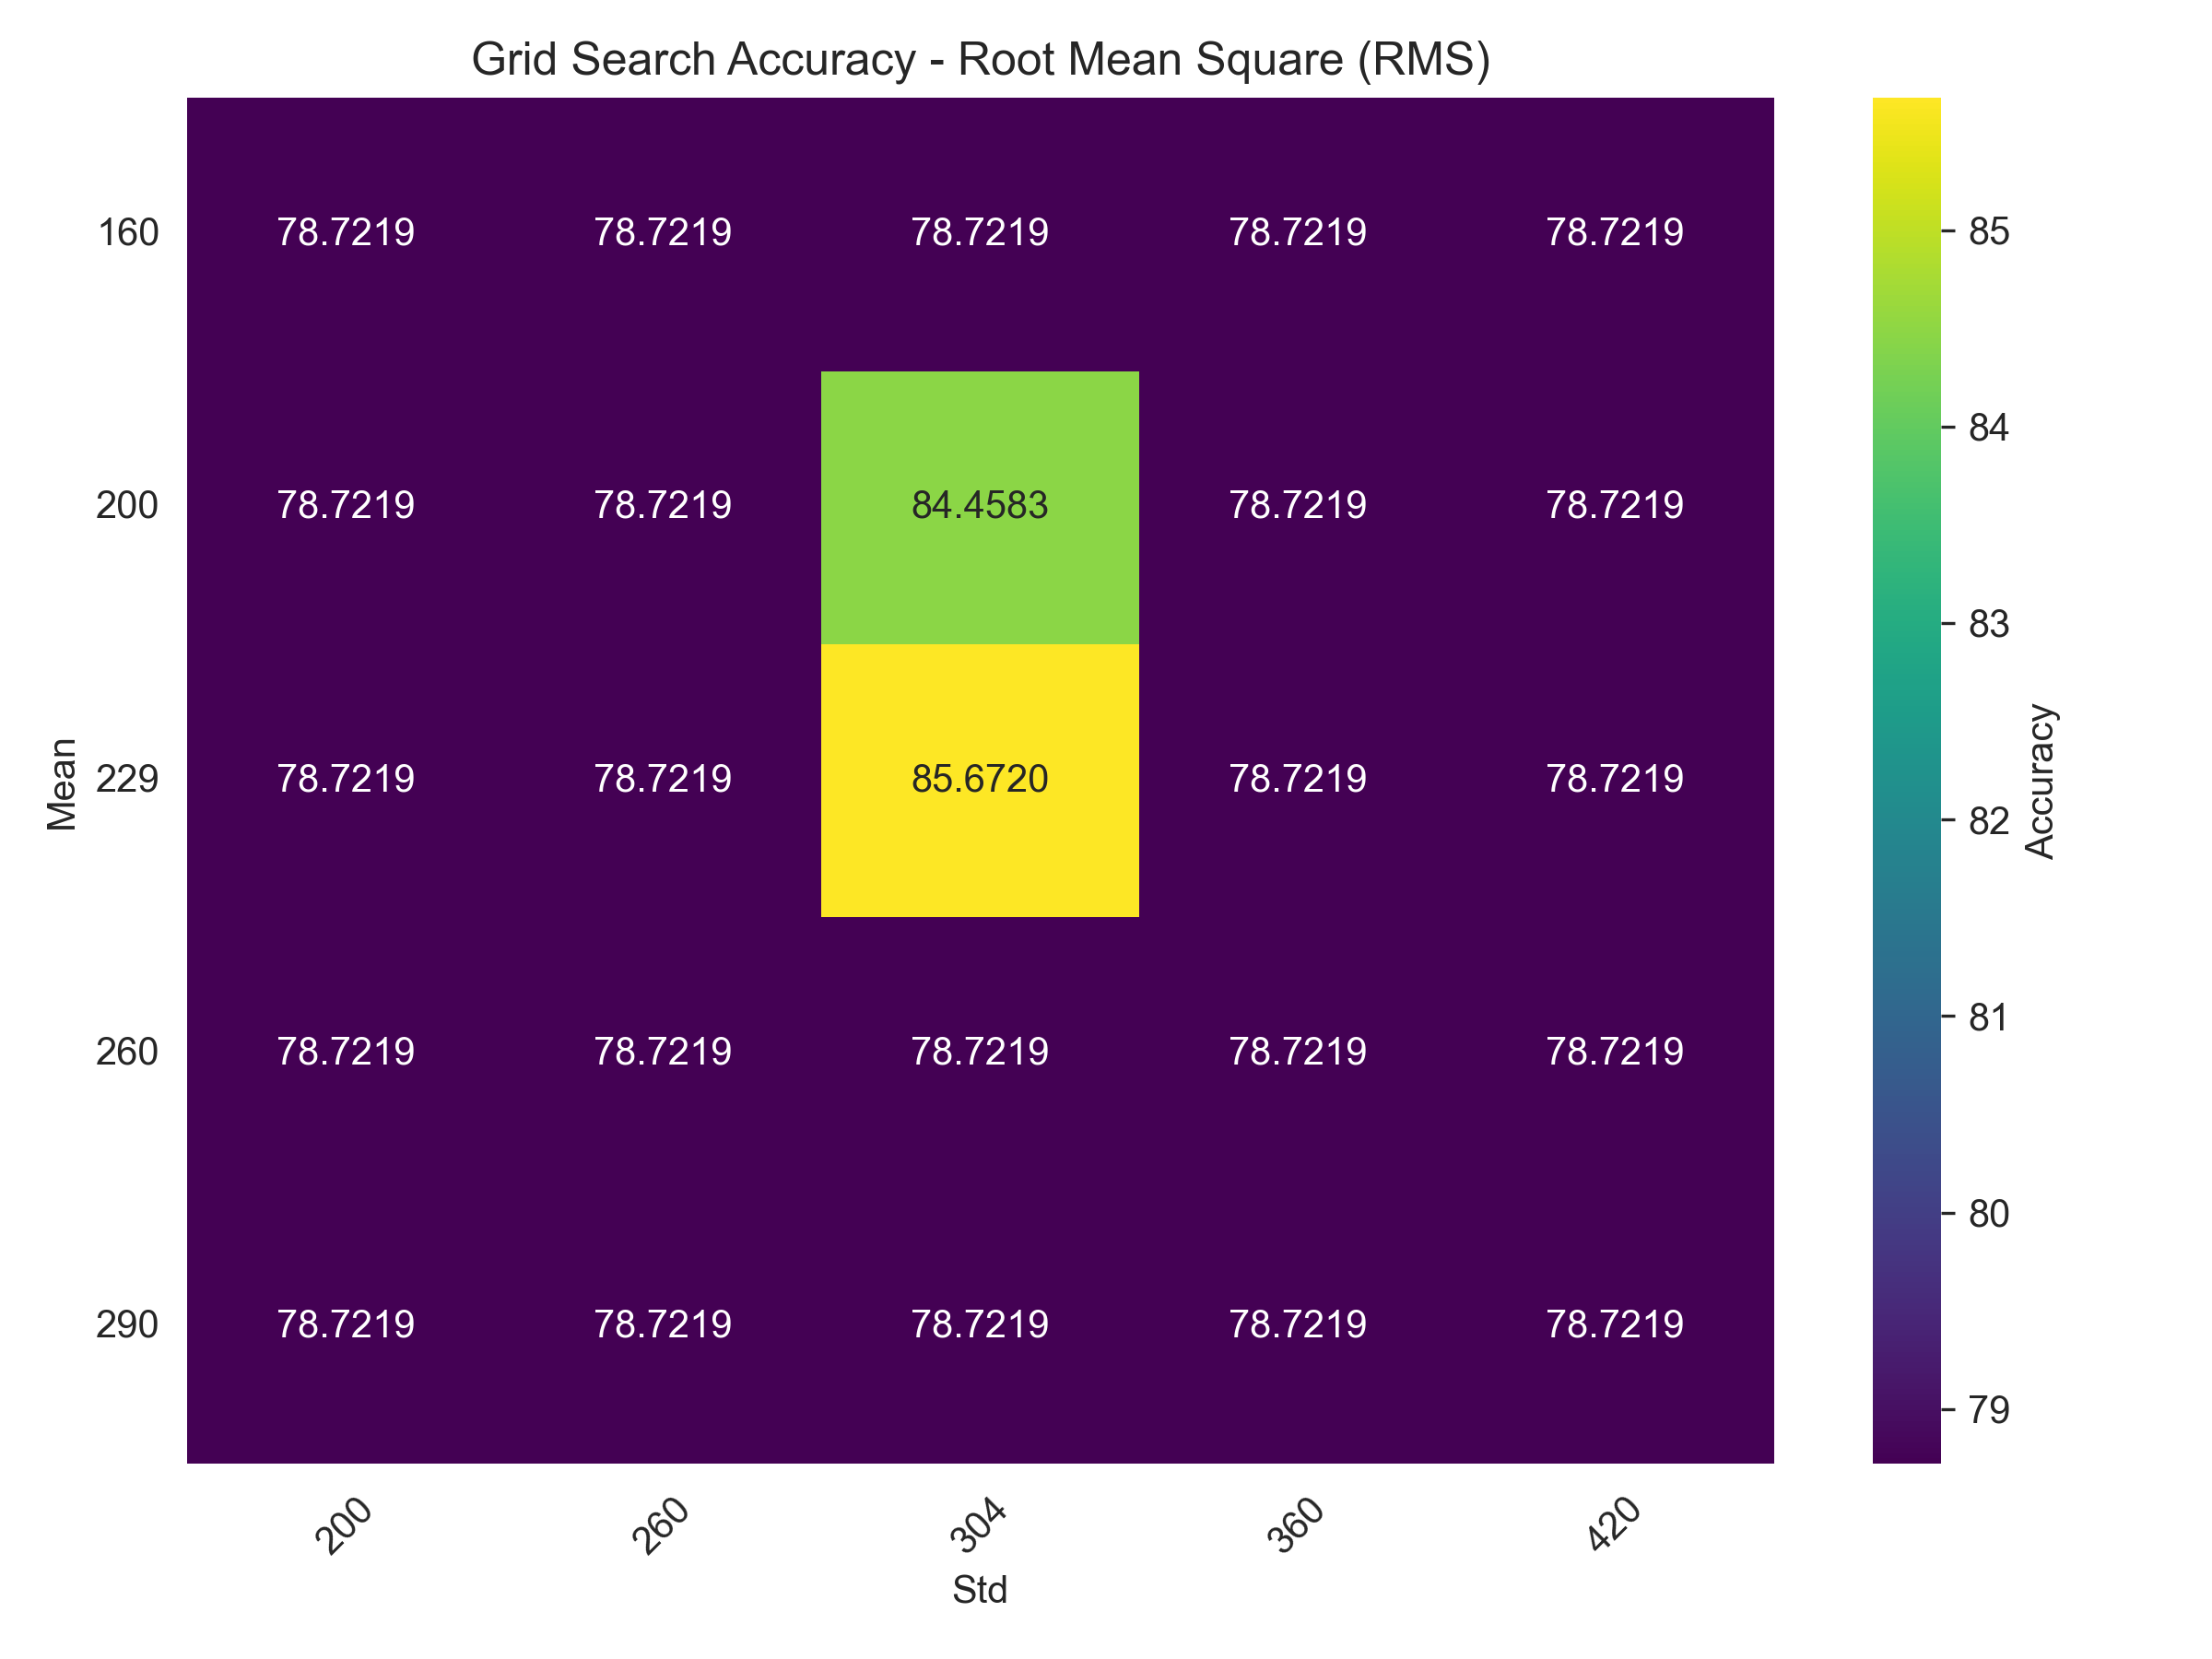 Grid Search Accuracy - Root Mean Square (RMS)
160 78.7219 78.7219 78.7219 78.7219 78.7219
200 78.7219 78.7219 84.4583 78.7219 78.7219
229 78.7219 78.7219 85.6720 78.7219 78.7219
260 78.7219 78.7219 78.7219 78.7219 78.7219
290 78.7219 78.7219 78.7219 78.7219 78.7219
Mean
200 260 304 360 420
Std
85
84
83
82
81
80
79
Accuracy